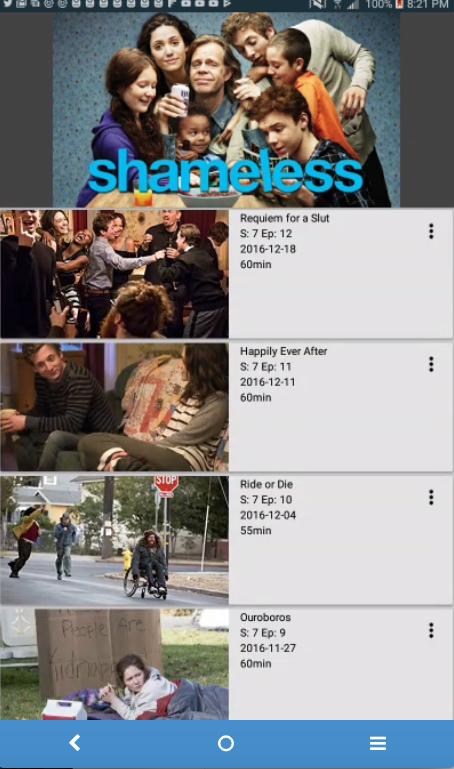 100% 8:21 PM
shameless
Requiem for a Slut
S: 7 Ep: 12
2016-12-18
60min
Happily Ever After
S: 7 Ep: 11
2016-12-11
60min
Ride or Die
S: 7 Ep: 10
2016-12-04
55min
STOP
Ouroboros
S: 7 Ep: 9
2016-11-27
60min
People Are